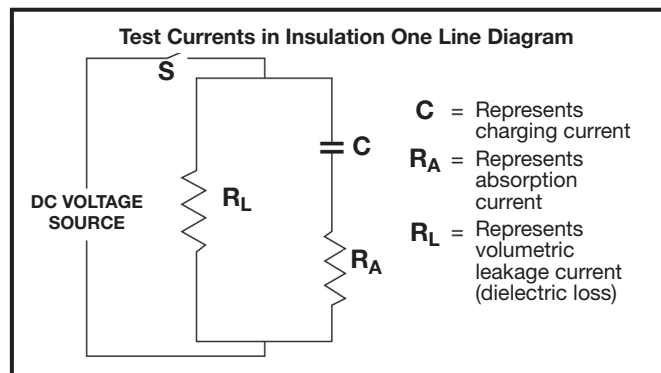 Test Currents in Insulation One Line Diagram
S
C
R_L
R_A
DC VOLTAGE
SOURCE
C = Represents
charging current
R_A = Represents
absorption
current
R_L = Represents
volumetric
leakage current
(dielectric loss)